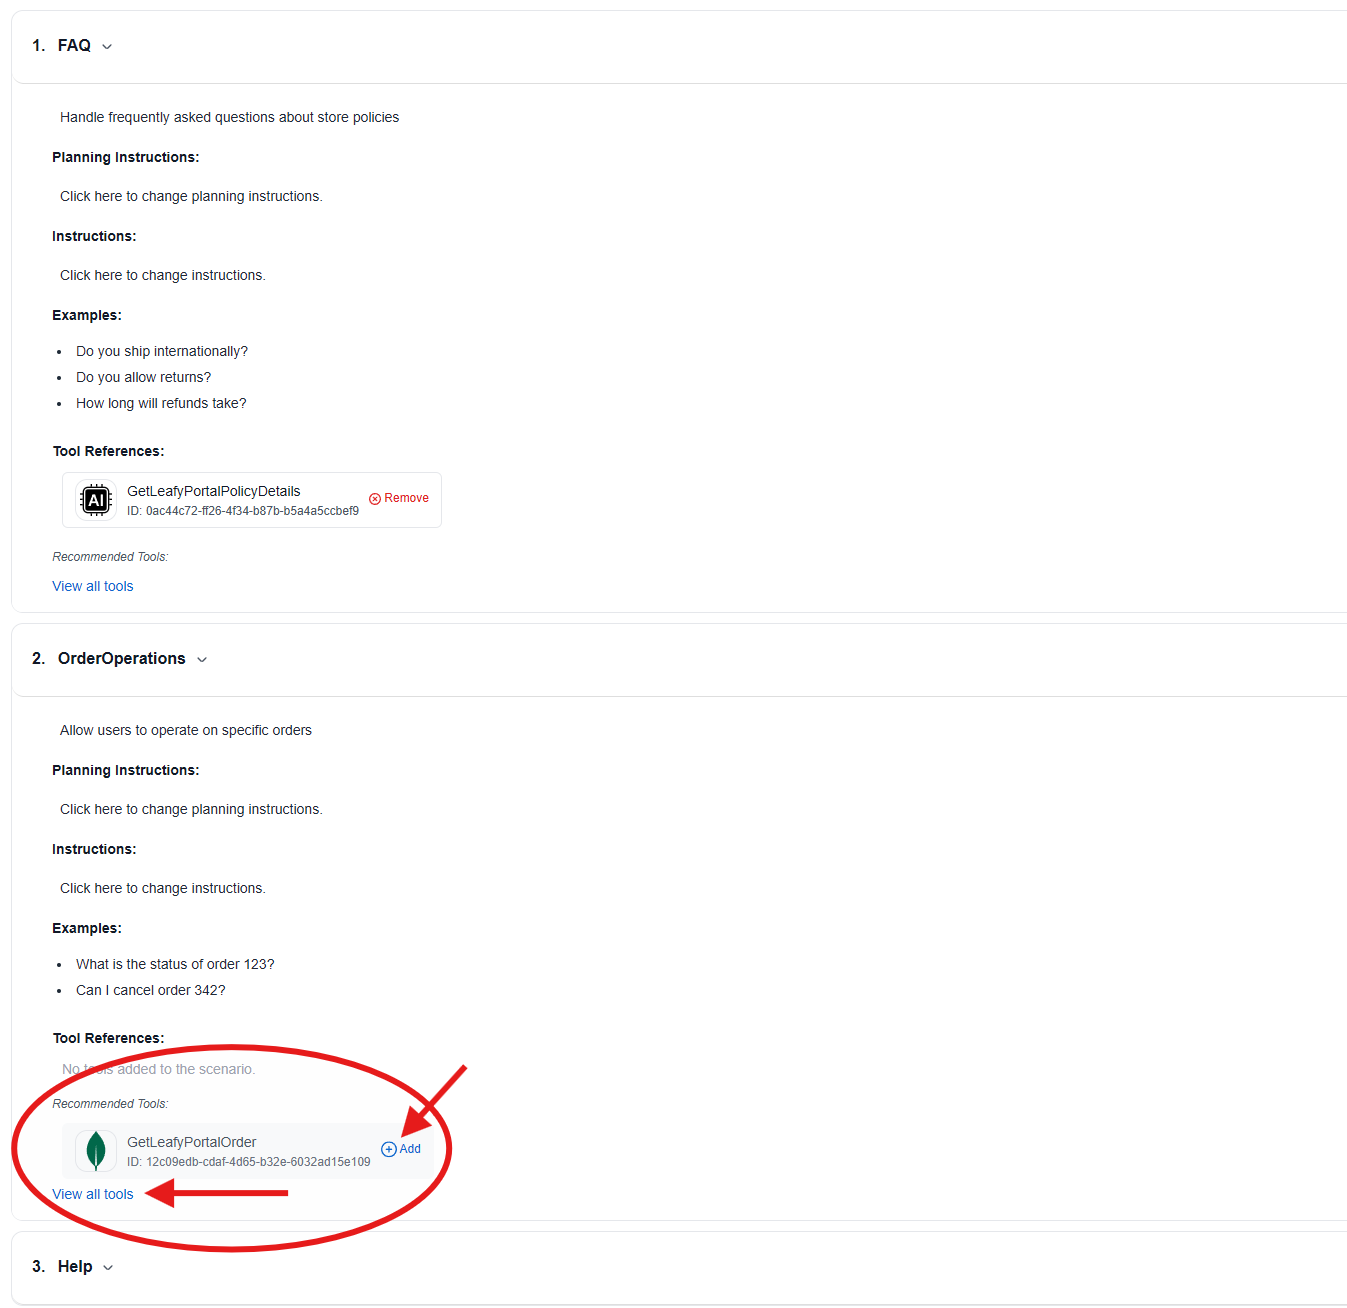 1. FAQ
Handle frequently asked questions about store policies
Planning Instructions:
Click here to change planning instructions.
Instructions:
Click here to change instructions.
Examples:
• Do you ship internationally?
• Do you allow returns?
• How long will refunds take?
Tool References:
AI
GetLeafyPortalPolicyDetails
Remove
ID: 0ac44c72-ff26-4f34-b87b-b5a4a5ccbef9
Recommended Tools:
View all tools
2. OrderOperations
Allow users to operate on specific orders
Planning Instructions:
Click here to change planning instructions.
Instructions:
Click here to change instructions.
Examples:
• What is the status of order 123?
• Can I cancel order 342?
Tool References:
No tools added to the scenario.
Recommended Tools:
GetLeafyPortalOrder
Add
ID: 12c09edb-cdaf-4d65-b32e-6032ad15e109
View all tools
3. Help